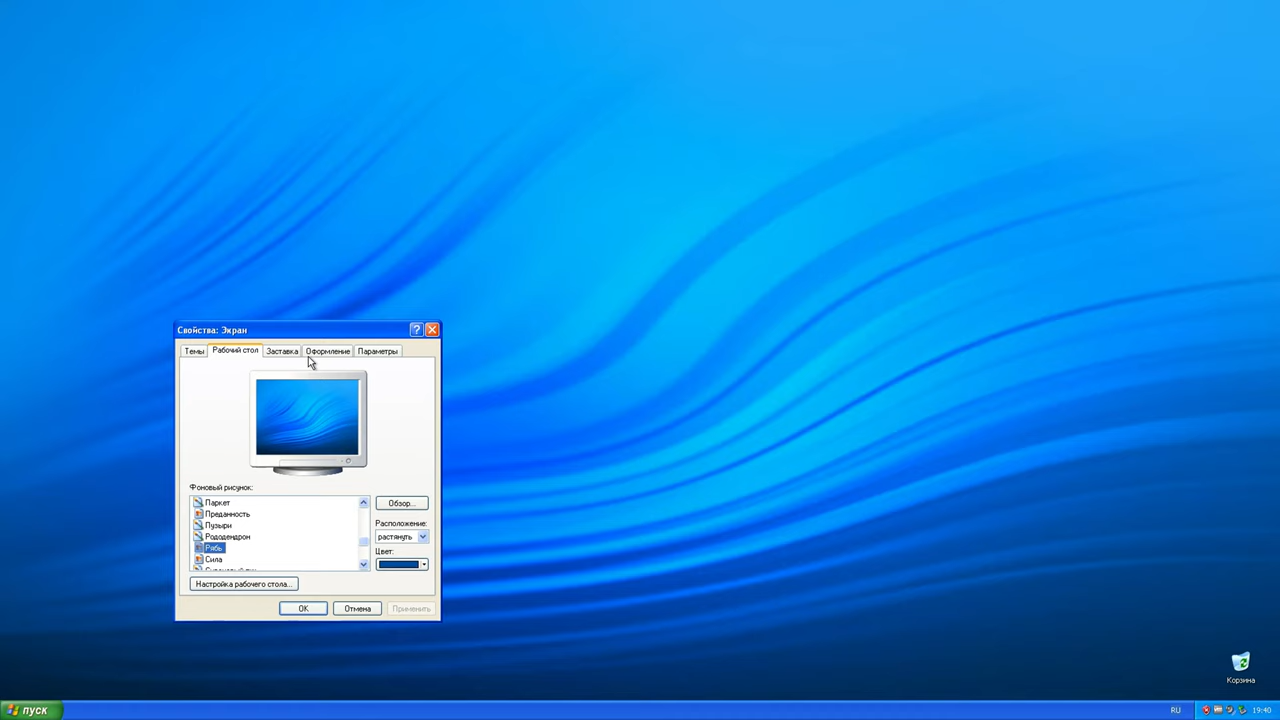 Свойства: Экран
Темы
Рабочий стол
Заставка
Оформление
Параметры
Фоновый рисунок:
Паркет
Преданность
Пузыри
Рододендрон
Рябь
Сила
Обзор...
Расположение:
растянуть
Цвет:
Настройка рабочего стола...
ОК
Отмена
Применить
Корзина
пуск
RU
19:40